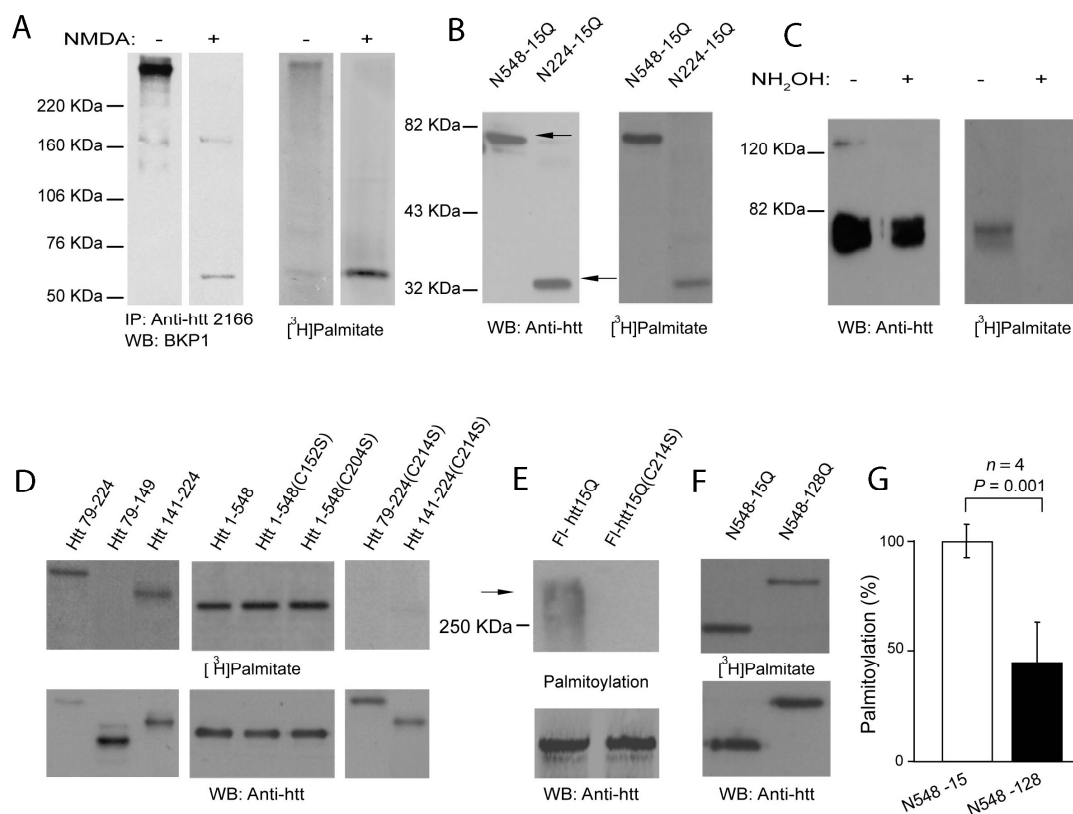 A
NMDA: - + - +
220 KDa
160 KDa
106 KDa
76 KDa
50 KDa
IP: Anti-htt 2166
WB: BKP1
[³H]Palmitate
B
N548-15Q
N224-15Q
N548-15Q
N224-15Q
82 KDa
43 KDa
32 KDa
WB: Anti-htt
[³H]Palmitate
C
NH₂OH: - + - +
120 KDa
82 KDa
WB: Anti-htt
[³H]Palmitate
D
Htt 79-224
Htt 79-149
Htt 141-224
Htt 1-548
Htt 1-548(C152S)
Htt 1-548(C204S)
Htt 79-224(C214S)
Htt 141-224(C214S)
[³H]Palmitate
WB: Anti-htt
E
Fl- htt15Q
Fl-htt15Q(C214S)
250 KDa
Palmitoylation
WB: Anti-htt
F
N548-15Q
N548-128Q
[³H]Palmitate
WB: Anti-htt
G
n = 4
P = 0.001
Palmitoylation (%)
100
50
0
N548 -15
N548 -128